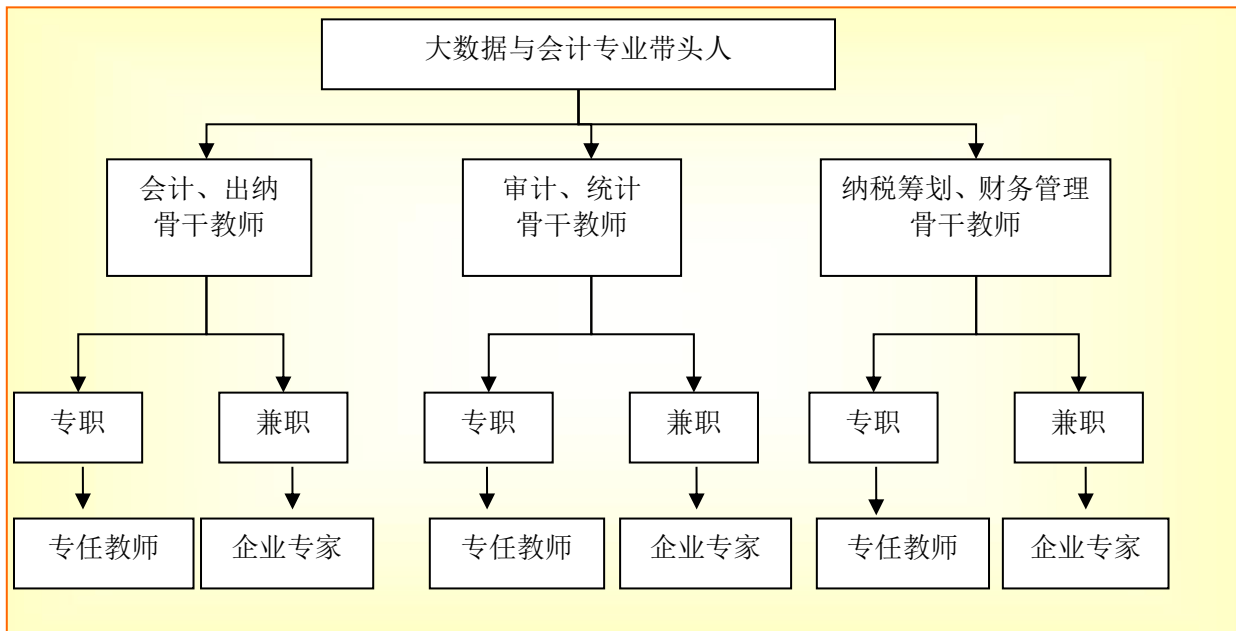 大数据与会计专业带头人
会计、出纳
骨干教师
审计、统计
骨干教师
纳税筹划、财务管理
骨干教师
专职
兼职
专职
兼职
专职
兼职
专任教师
企业专家
专任教师
企业专家
专任教师
企业专家